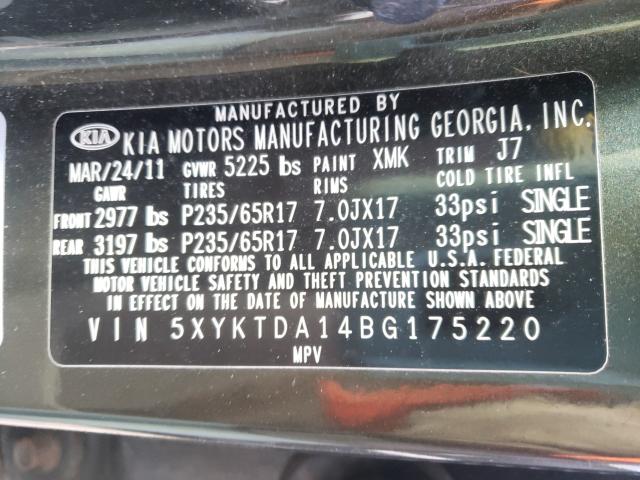 MANUFACTURED BY
KIA KIA MOTORS MANUFACTURING GEORGIA, INC.
MAR/24/11 GVWR 5225 lbs PAINT XMK TRIM J7
GAWR TIRES RIMS COLD TIRE INFL
FRONT 2977 lbs P235/65R17 7.0JX17 33psi SINGLE
REAR 3197 lbs P235/65R17 7.0JX17 33psi SINGLE
THIS VEHICLE CONFORMS TO ALL APPLICABLE U.S.A. FEDERAL
MOTOR VEHICLE SAFETY AND THEFT PREVENTION STANDARDS
IN EFFECT ON THE DATE OF MANUFACTURE SHOWN ABOVE
VIN 5XYKTDA14BG175220
MPV